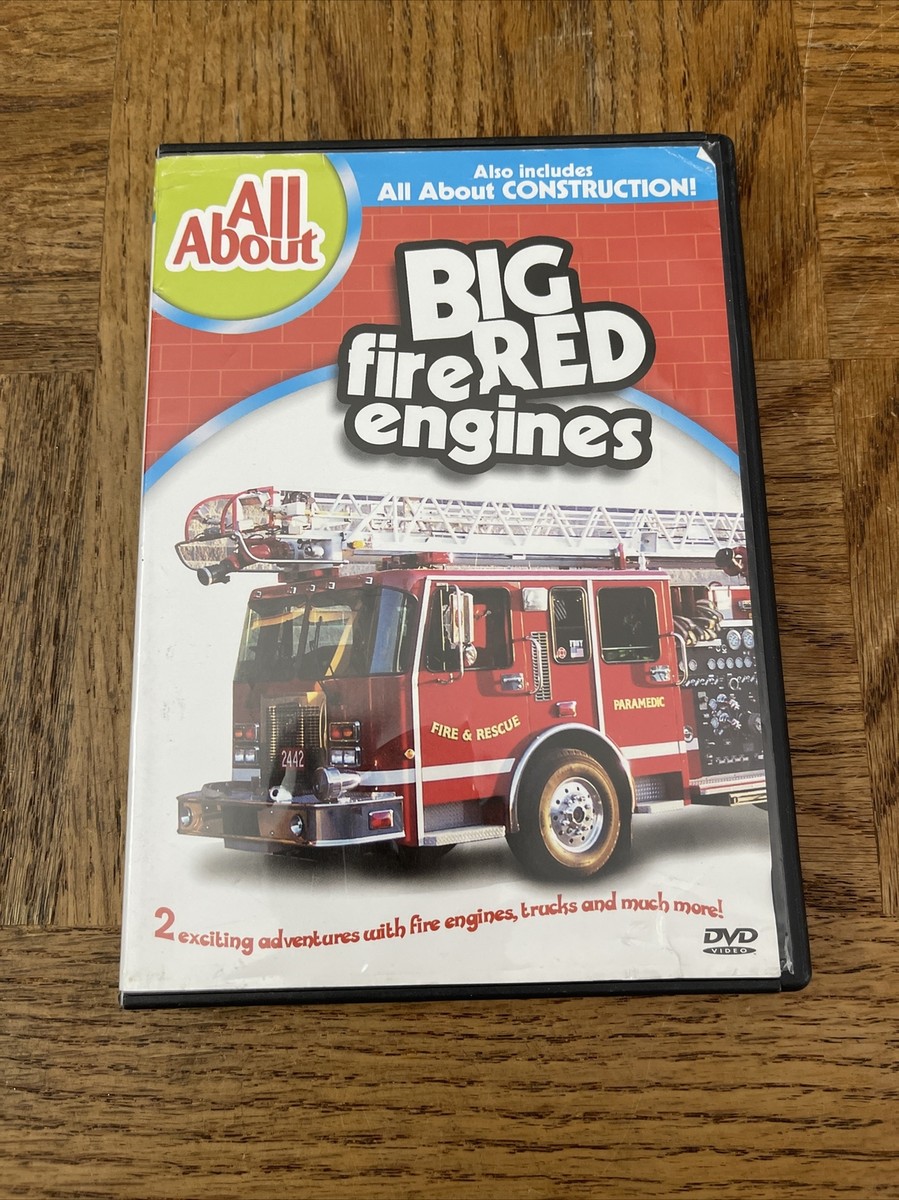 All
About
Also includes
All About CONSTRUCTION!
BIG
fire RED
engines
FIRE & RESCUE
PARAMEDIC
2442
2 exciting adventures with fire engines, trucks and much more!
DVD
VIDEO